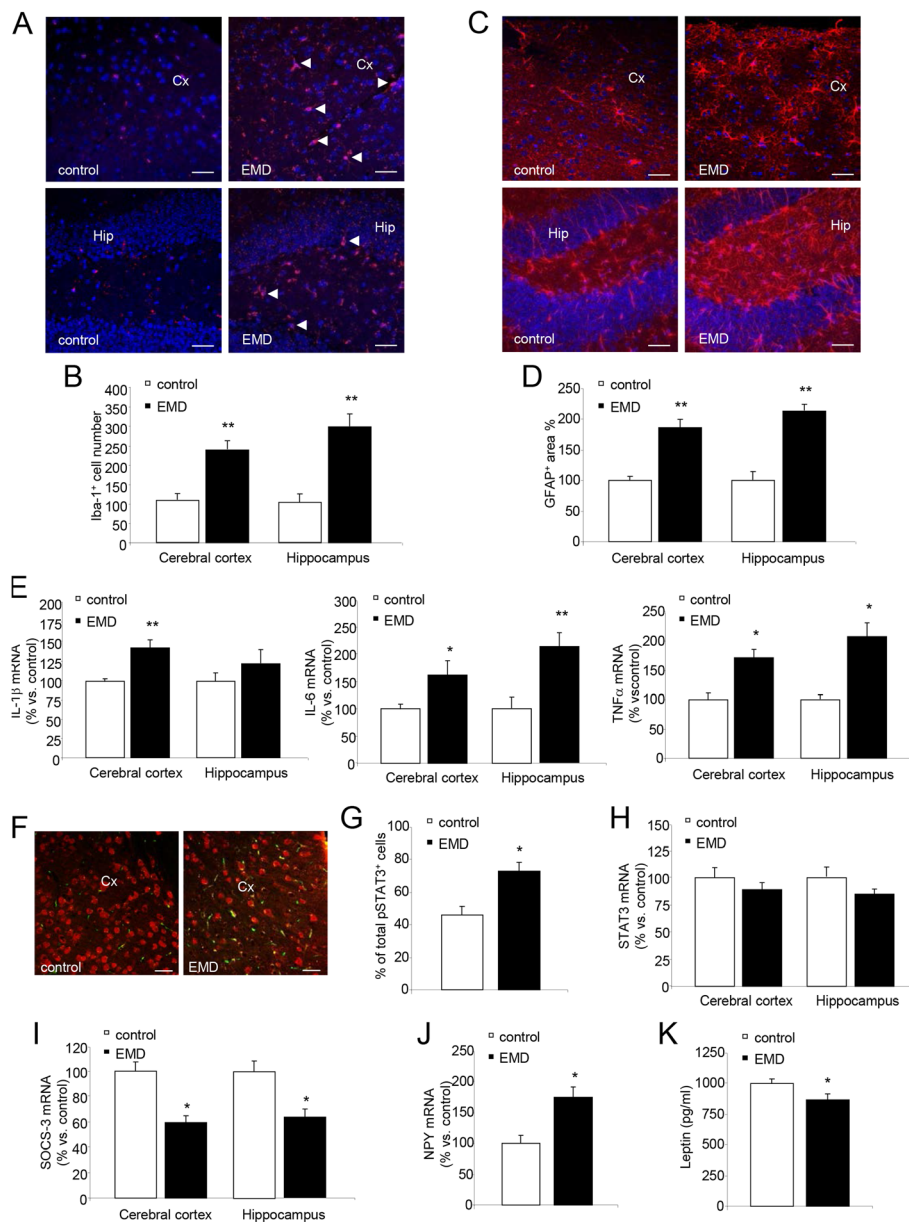 A
Cx
control
Cx
EMD
Hip
control
Hip
EMD
C
Cx
control
Cx
EMD
Hip
control
Hip
EMD
B
control
EMD
Iba-1+ cell number
400
350
300
250
200
150
100
50
0
**
**
Cerebral cortex
Hippocampus
D
control
EMD
GFAP+ area %
250
200
150
100
50
0
**
**
Cerebral cortex
Hippocampus
E
control
EMD
IL-1β mRNA
(% vs. control)
200
175
150
125
100
75
50
25
0
**
Cerebral cortex
Hippocampus
control
EMD
IL-6 mRNA
(% vs. control)
300
250
200
150
100
50
0
*
**
Cerebral cortex
Hippocampus
control
EMD
TNFα mRNA
(% vscontrol)
250
200
150
100
50
0
*
*
Cerebral cortex
Hippocampus
F
Cx
control
Cx
EMD
G
control
EMD
% of total pSTAT3+ cells
100
80
60
40
20
0
*
H
control
EMD
STAT3 mRNA
(% vs. control)
150
125
100
75
50
25
0
Cerebral cortex
Hippocampus
I
control
EMD
SOCS-3 mRNA
(% vs. control)
120
100
80
60
40
20
0
*
*
Cerebral cortex
Hippocampus
J
control
EMD
NPY mRNA
(% vs. control)
250
200
150
100
50
0
*
K
control
EMD
Leptin (pg/ml)
1250
1000
750
500
250
0
*